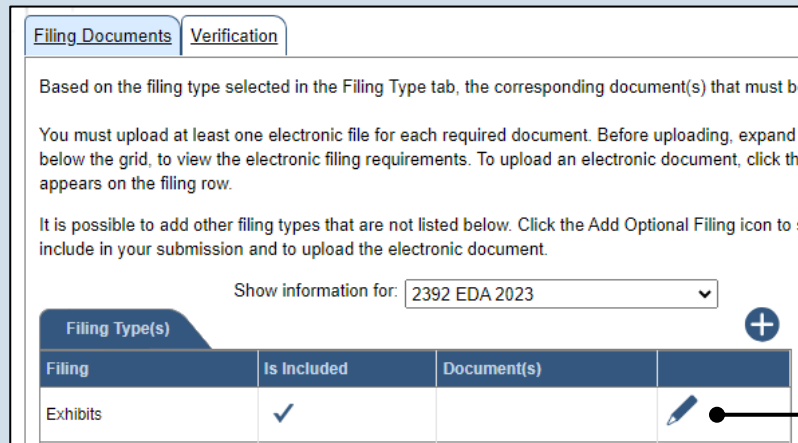 Filing Documents Verification
Based on the filing type selected in the Filing Type tab, the corresponding document(s) that must b
You must upload at least one electronic file for each required document. Before uploading, expand
below the grid, to view the electronic filing requirements. To upload an electronic document, click th
appears on the filing row.
It is possible to add other filing types that are not listed below. Click the Add Optional Filing icon to s
include in your submission and to upload the electronic document.
Show information for: 2392 EDA 2023
Filing Type(s)
Filing Is Included Document(s)
Exhibits